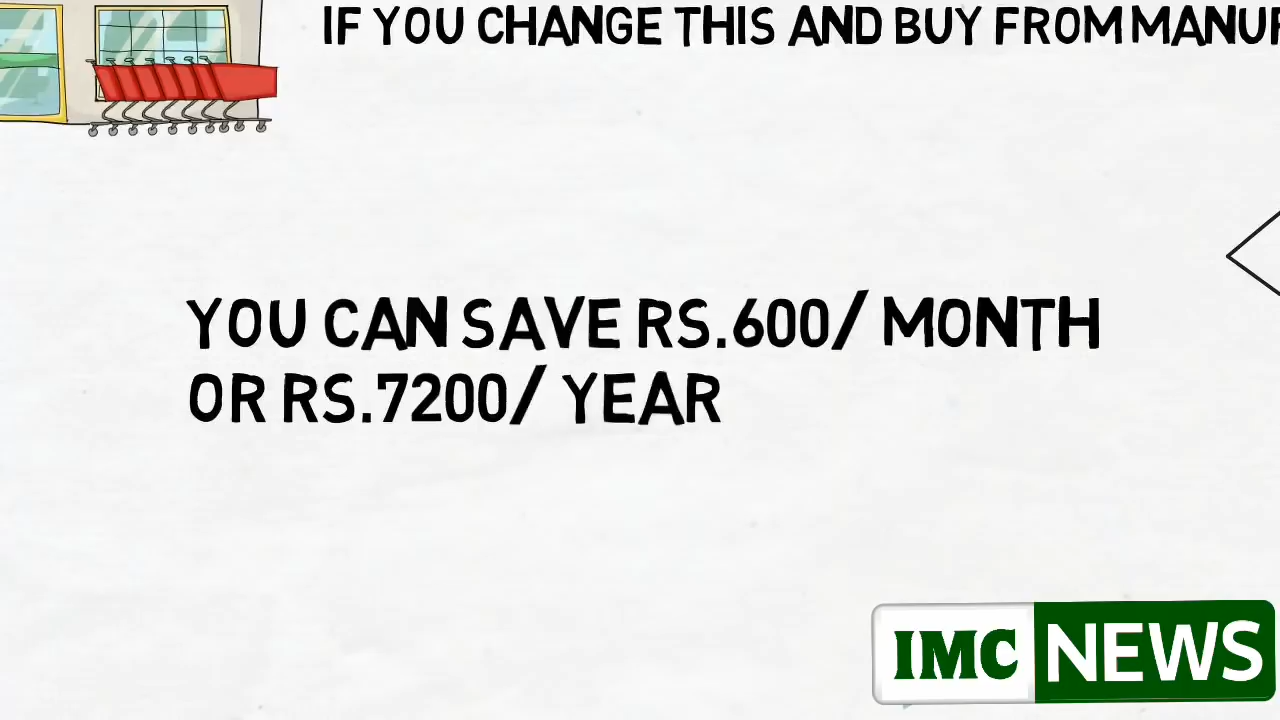 IF YOU CHANGE THIS AND BUY FROM
YOU CAN SAVE RS.600/ MONTH
OR RS.7200/ YEAR
IMC NEWS